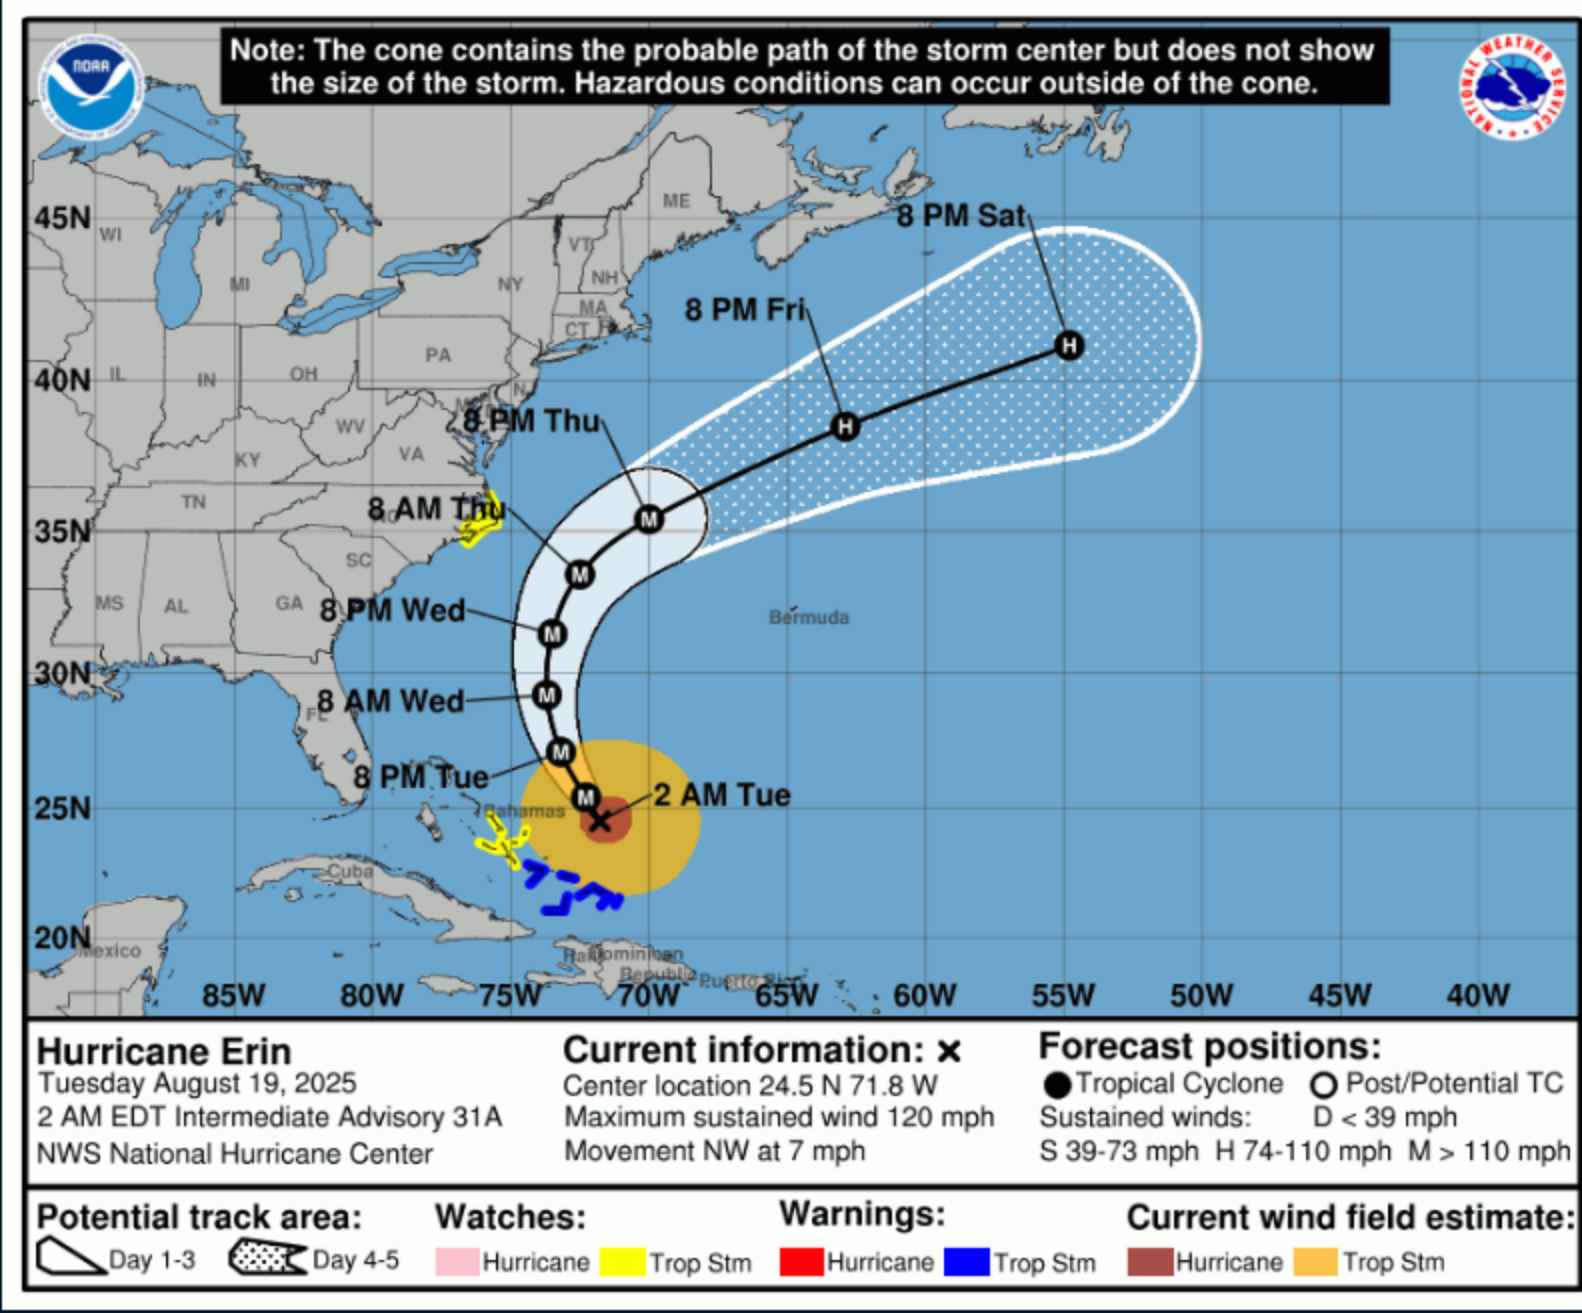 Note: The cone contains the probable path of the storm center but does not show
the size of the storm. Hazardous conditions can occur outside of the cone.
NOAA
NATIONAL WEATHER SERVICE
ME
8 PM Sat
45N
WI
VT
MI
NY
NH
MA
8 PM Fri
CT
PA
40N
IL
IN
OH
8 PM Thu
WV
VA
KY
TN
8 AM Thu
35N
SC
MS
AL
GA
8 PM Wed
Bermuda
30N
8 AM Wed
FL
8 PM Tue
2 AM Tue
25N
Bahamas
Cuba
20N
Mexico
Haiti
Dominican
Republic
Puerto Rico
H
H
M
M
M
M
M
M
85W 80W 75W 70W 65W 60W 55W 50W 45W 40W
Hurricane Erin
Tuesday August 19, 2025
2 AM EDT Intermediate Advisory 31A
NWS National Hurricane Center
Current information: ×
Center location 24.5 N 71.8 W
Maximum sustained wind 120 mph
Movement NW at 7 mph
Forecast positions:
Tropical Cyclone Post/Potential TC
Sustained winds: D < 39 mph
S 39-73 mph H 74-110 mph M > 110 mph
Potential track area:
Day 1-3 Day 4-5
Watches:
Hurricane Trop Stm
Warnings:
Hurricane Trop Stm
Current wind field estimate:
Hurricane Trop Stm